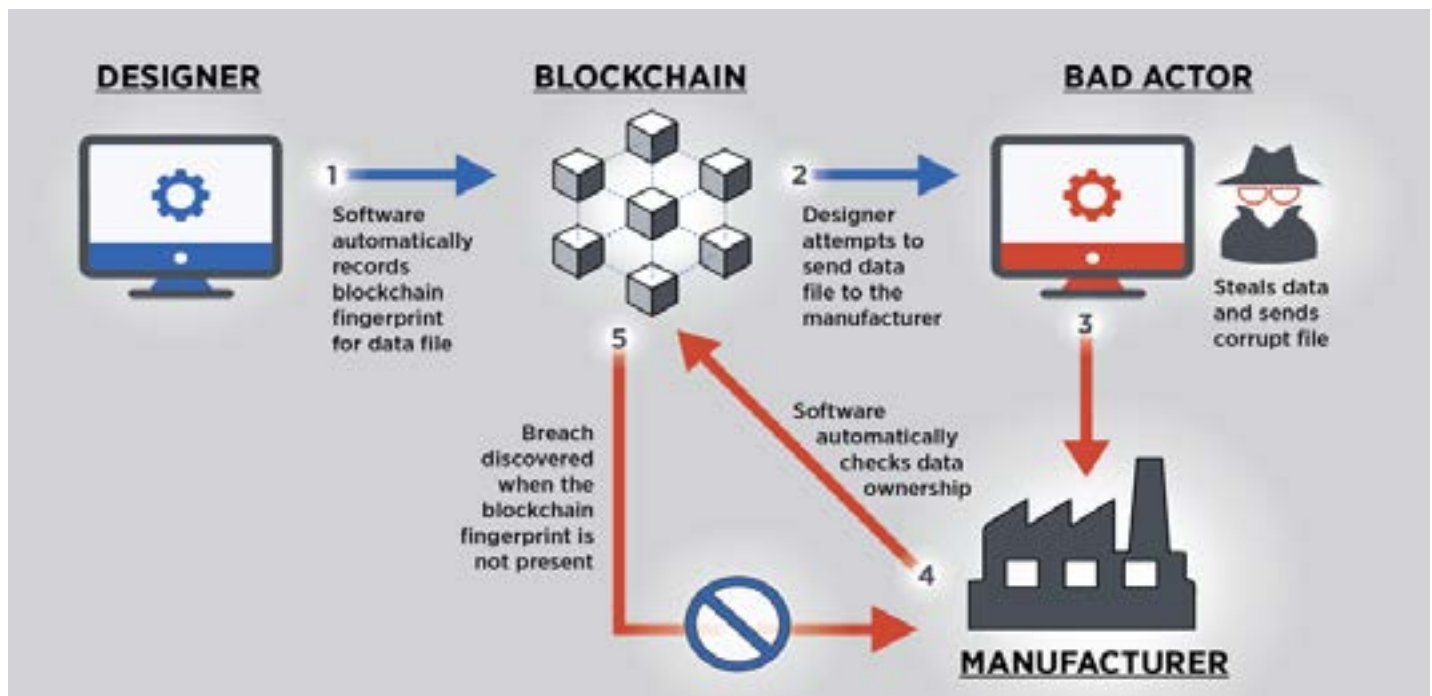 DESIGNER
BLOCKCHAIN
BAD ACTOR
1
Software
automatically
records
blockchain
fingerprint
for data file
2
Designer
attempts to
send data
file to the
manufacturer
Steals data
and sends
corrupt file
3
5
Software
automatically
checks data
ownership
4
Breach
discovered
when the
blockchain
fingerprint is
not present
MANUFACTURER